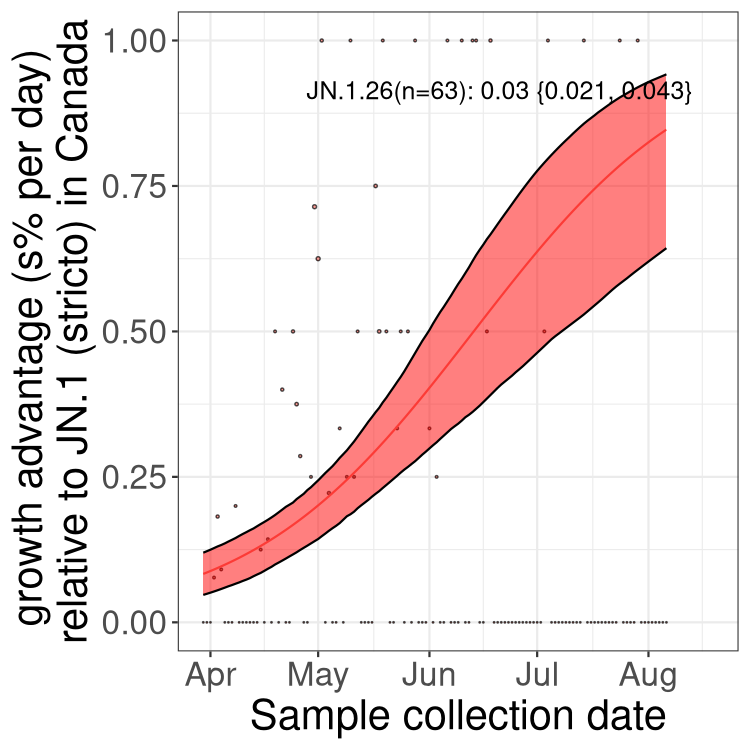 growth advantage (s% per day)
relative to JN.1 (stricto) in Canada
1.00
0.75
0.50
0.25
0.00
JN.1.26(n=63): 0.03 {0.021, 0.043}
Apr May Jun Jul Aug
Sample collection date